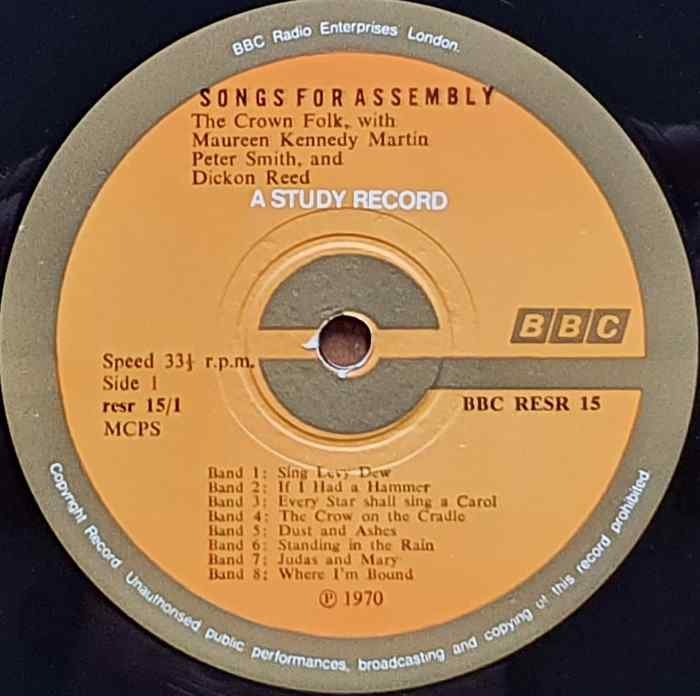 BBC Radio Enterprises London.
SONGS FOR ASSEMBLY
The Crown Folk, with
Maureen Kennedy Martin
Peter Smith, and
Dickon Reed
A STUDY RECORD
BBC
Speed 33⅓ r.p.m.
Side 1
resr 15/1
MCPS
BBC RESR 15
Band 1: Sing Levy Dew
Band 2: If I Had a Hammer
Band 3: Every Star shall sing a Carol
Band 4: The Crow on the Cradle
Band 5: Dust and Ashes
Band 6: Standing in the Rain
Band 7: Judas and Mary
Band 8: Where I'm Bound
Ⓟ 1970
Copyright Record Unauthorised public performances, broadcasting and copying of this record prohibited